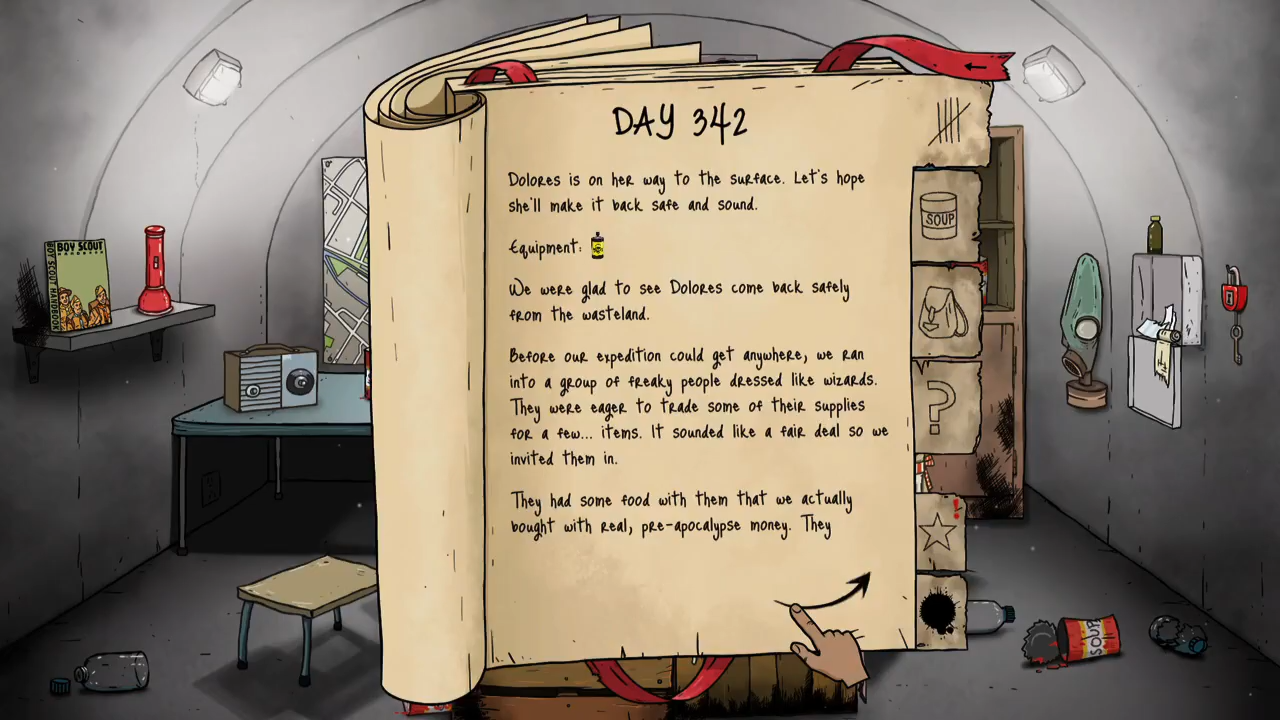 DAY 342
Dolores is on her way to the surface. Let's hope
she'll make it back safe and sound.
Equipment:
We were glad to see Dolores come back safely
from the wasteland.
Before our expedition could get anywhere, we ran
into a group of freaky people dressed like wizards.
They were eager to trade some of their supplies
for a few... items. It sounded like a fair deal so we
invited them in.
They had some food with them that we actually
bought with real, pre-apocalypse money. They
SOUP
?
!
BOY SCOUT
HANDBOOK
BOY SCOUT HANDBOOK
SOUP